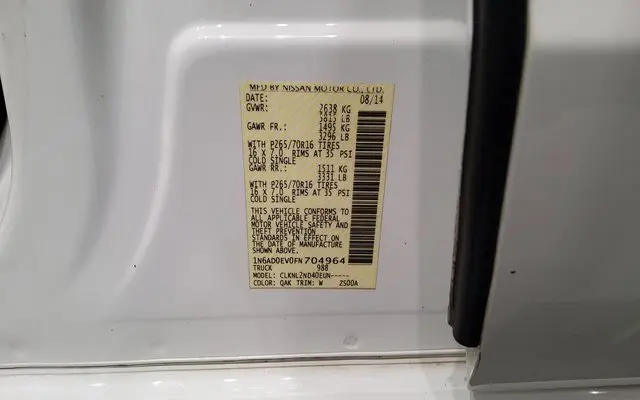 MFD BY NISSAN MOTOR CO., LTD.
DATE: 08/14
GVWR: 2638 KG
5815 LB
GAWR FR.: 1495 KG
3296 LB
WITH P265/70R16 TIRES
16 X 7.0 RIMS AT 35 PSI
COLD SINGLE
GAWR RR.: 1511 KG
3331 LB
WITH P265/70R16 TIRES
16 X 7.0 RIMS AT 35 PSI
COLD SINGLE
THIS VEHICLE CONFORMS TO
ALL APPLICABLE FEDERAL
MOTOR VEHICLE SAFETY AND
THEFT PREVENTION
STANDARDS IN EFFECT ON
THE DATE OF MANUFACTURE
SHOWN ABOVE.
1N6AD0EV0FN704964
TRUCK 988
MODEL: CLKNLZND40EUN-----
COLOR: QAK TRIM: W ZSOOA